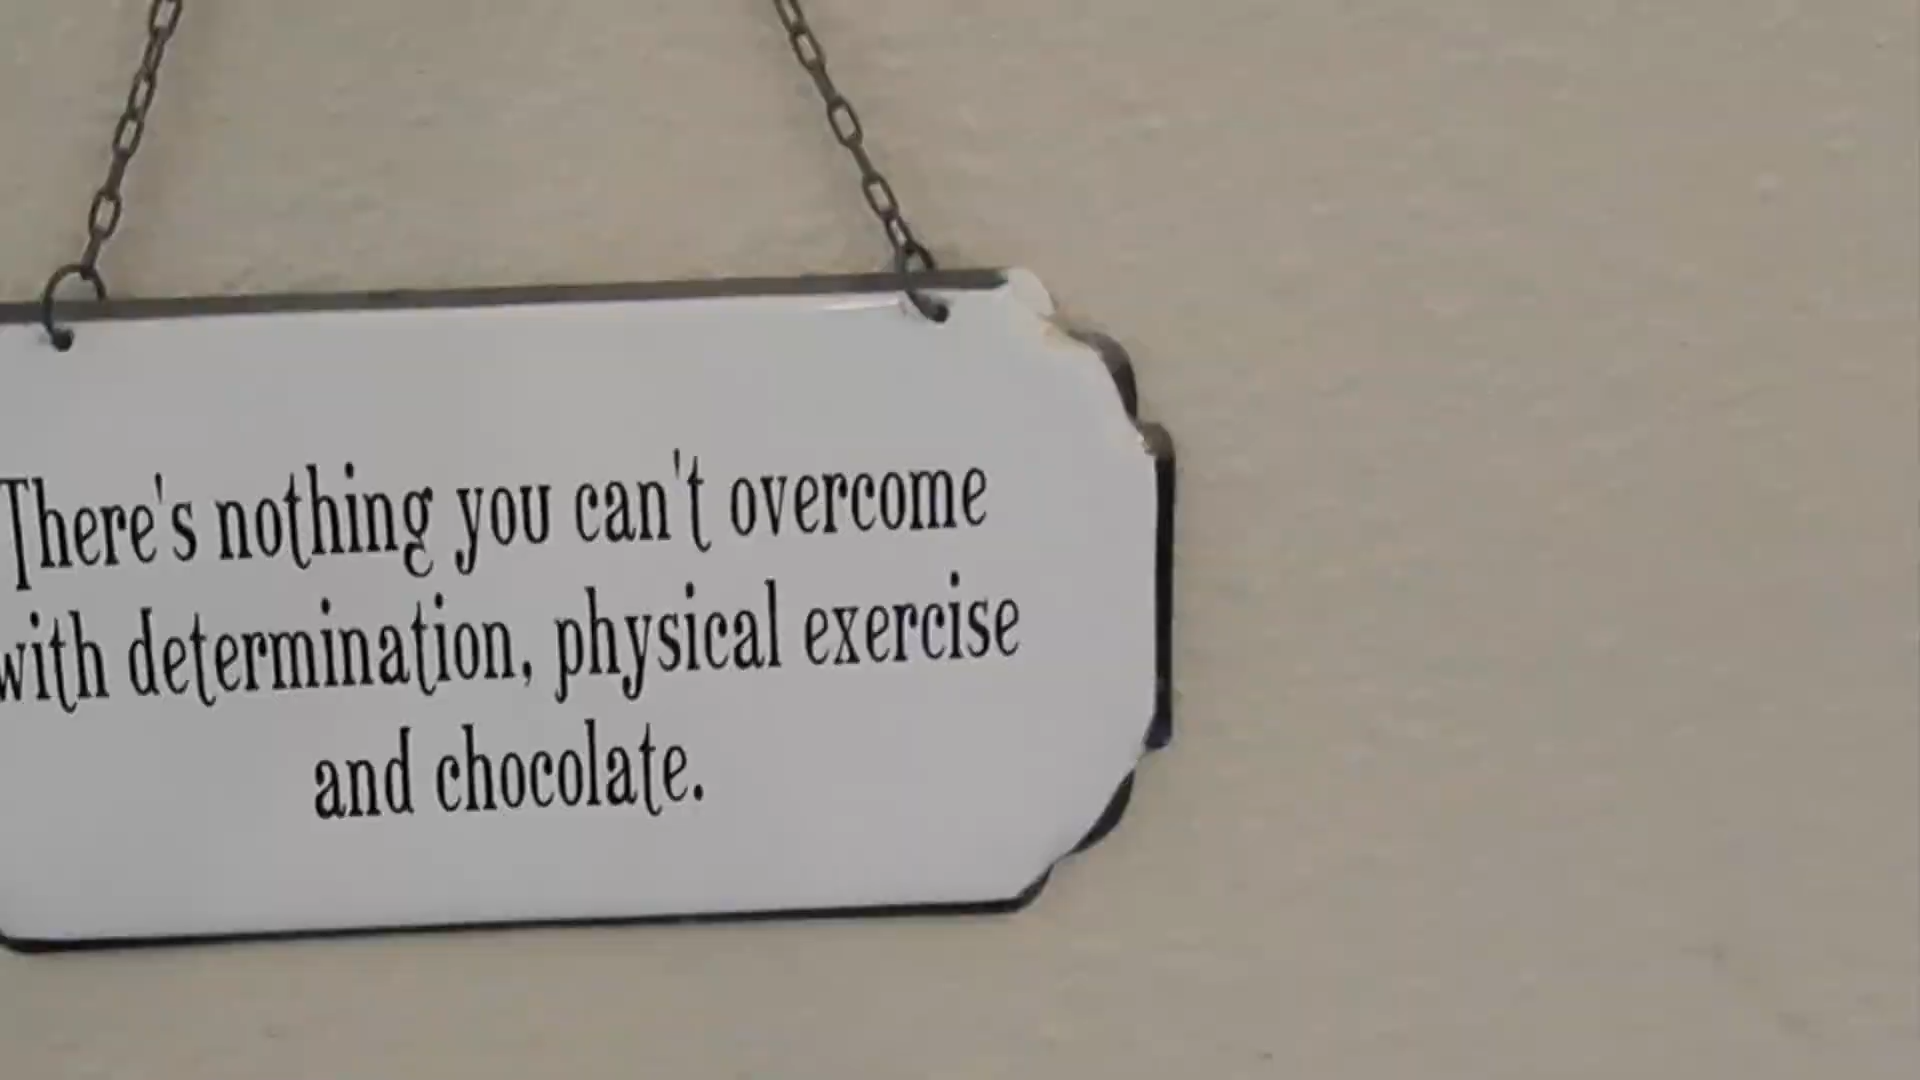 There's nothing you can't overcome
with determination, physical exercise
and chocolate.